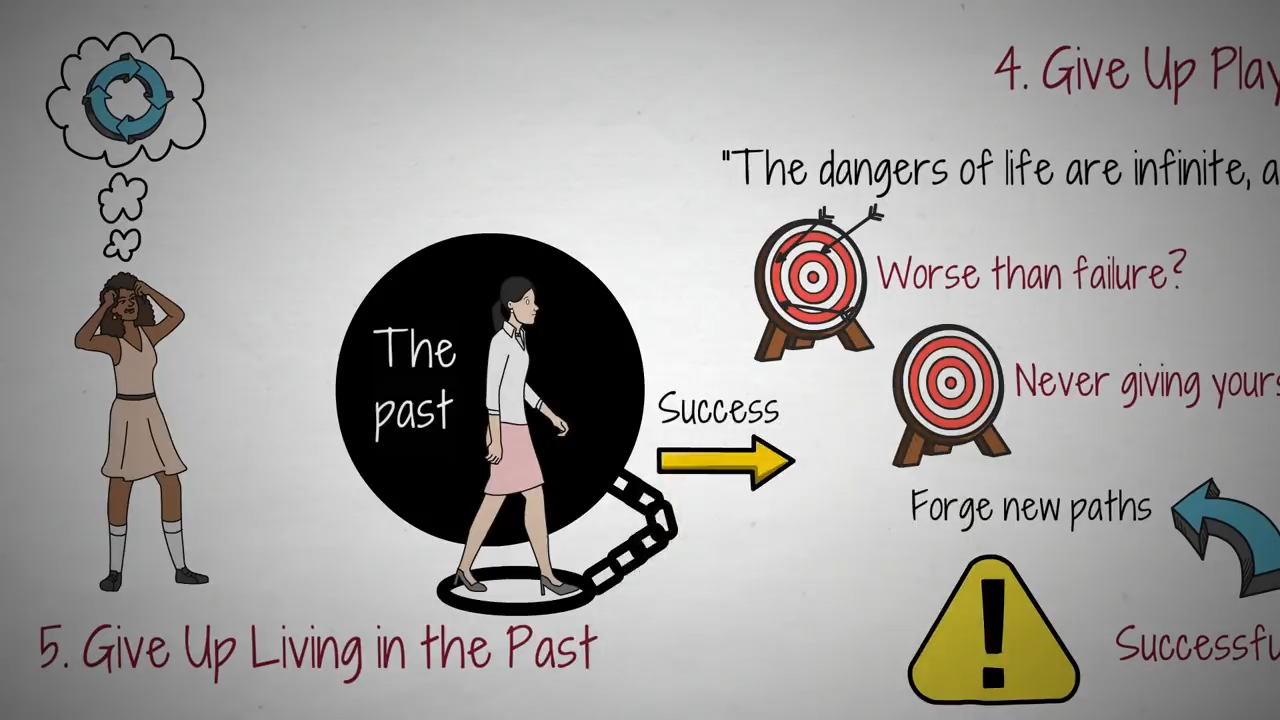 4. Give Up Play
"The dangers of life are infinite, a
Worse than failure?
Never giving yours
The
past
Success
Forge new paths
Successfu
5. Give Up Living in the Past